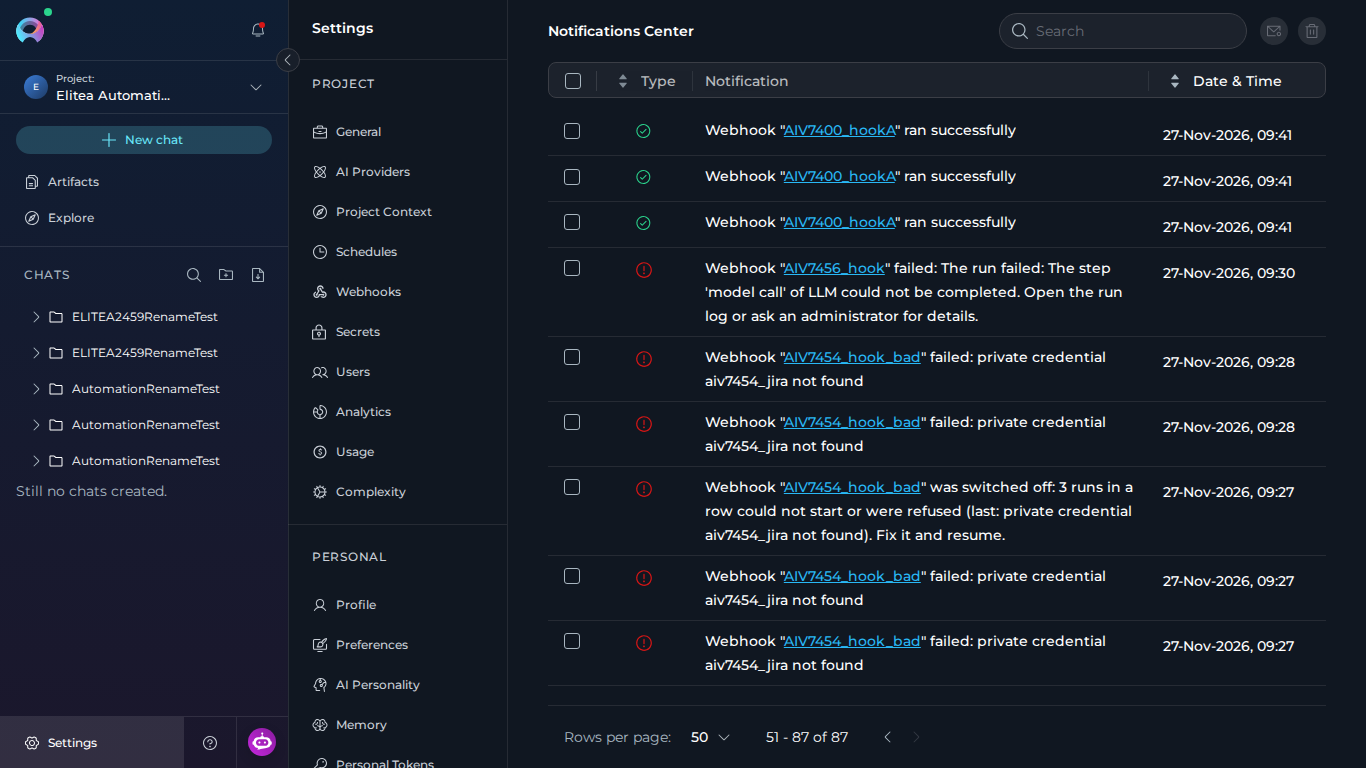 Project:
E
Elitea Automati...
New chat
Artifacts
Explore
CHATS
ELITEA2459RenameTest
ELITEA2459RenameTest
AutomationRenameTest
AutomationRenameTest
AutomationRenameTest
Still no chats created.
Settings
Settings
PROJECT
General
AI Providers
Project Context
Schedules
Webhooks
Secrets
Users
Analytics
Usage
Complexity
PERSONAL
Profile
Preferences
AI Personality
Memory
Personal Tokens
Notifications Center
Search
Type Notification Date & Time
Webhook "AIV7400_hookA" ran successfully 27-Nov-2026, 09:41
Webhook "AIV7400_hookA" ran successfully 27-Nov-2026, 09:41
Webhook "AIV7400_hookA" ran successfully 27-Nov-2026, 09:41
Webhook "AIV7456_hook" failed: The run failed: The step 27-Nov-2026, 09:30
'model call' of LLM could not be completed. Open the run
log or ask an administrator for details.
Webhook "AIV7454_hook_bad" failed: private credential 27-Nov-2026, 09:28
aiv7454_jira not found
Webhook "AIV7454_hook_bad" failed: private credential 27-Nov-2026, 09:28
aiv7454_jira not found
Webhook "AIV7454_hook_bad" was switched off: 3 runs in a 27-Nov-2026, 09:27
row could not start or were refused (last: private credential
aiv7454_jira not found). Fix it and resume.
Webhook "AIV7454_hook_bad" failed: private credential 27-Nov-2026, 09:27
aiv7454_jira not found
Webhook "AIV7454_hook_bad" failed: private credential 27-Nov-2026, 09:27
aiv7454_jira not found
Rows per page: 50 51 - 87 of 87